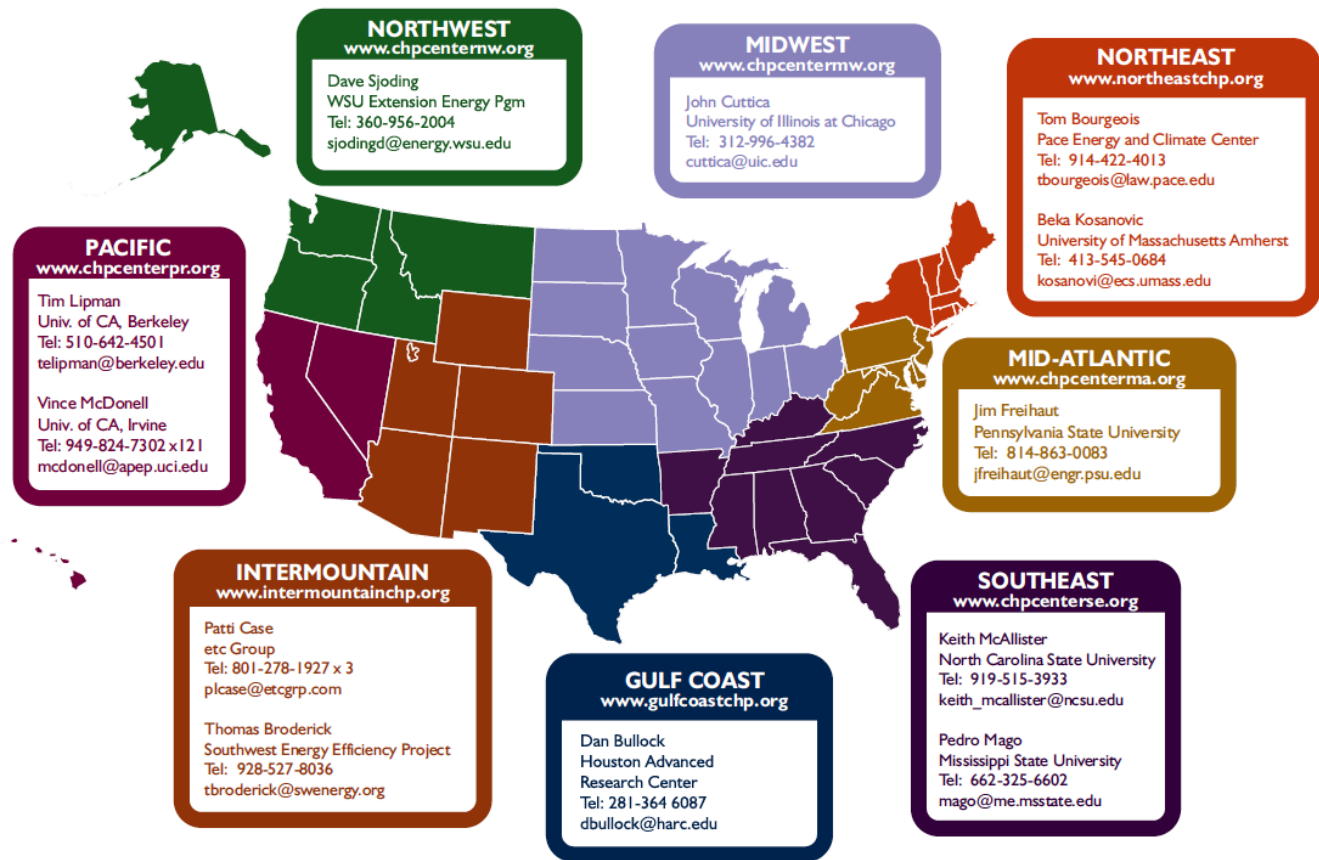 NORTHWEST
www.chpcenternw.org
Dave Sjoding
WSU Extension Energy Pgm
Tel: 360-956-2004
sjodingd@energy.wsu.edu
MIDWEST
www.chpcentermw.org
John Cuttica
University of Illinois at Chicago
Tel: 312-996-4382
cuttica@uic.edu
NORTHEAST
www.northeastchp.org
Tom Bourgeois
Pace Energy and Climate Center
Tel: 914-422-4013
tbourgeois@law.pace.edu
Beka Kosanovic
University of Massachusetts Amherst
Tel: 413-545-0684
kosanovi@ecs.umass.edu
PACIFIC
www.chpcenterpr.org
Tim Lipman
Univ. of CA, Berkeley
Tel: 510-642-4501
telipman@berkeley.edu
Vince McDonell
Univ. of CA, Irvine
Tel: 949-824-7302 x121
mcdonell@apep.uci.edu
MID-ATLANTIC
www.chpcenterma.org
Jim Freihaut
Pennsylvania State University
Tel: 814-863-0083
jfreihaut@engr.psu.edu
INTERMOUNTAIN
www.intermountainchp.org
Patti Case
etc Group
Tel: 801-278-1927 x 3
plcase@etcgrp.com
Thomas Broderick
Southwest Energy Efficiency Project
Tel: 928-527-8036
tbroderick@swenergy.org
GULF COAST
www.gulfcoastchp.org
Dan Bullock
Houston Advanced
Research Center
Tel: 281-364 6087
dbullock@harc.edu
SOUTHEAST
www.chpcenterse.org
Keith McAllister
North Carolina State University
Tel: 919-515-3933
keith_mcallister@ncsu.edu
Pedro Mago
Mississippi State University
Tel: 662-325-6602
mago@me.msstate.edu